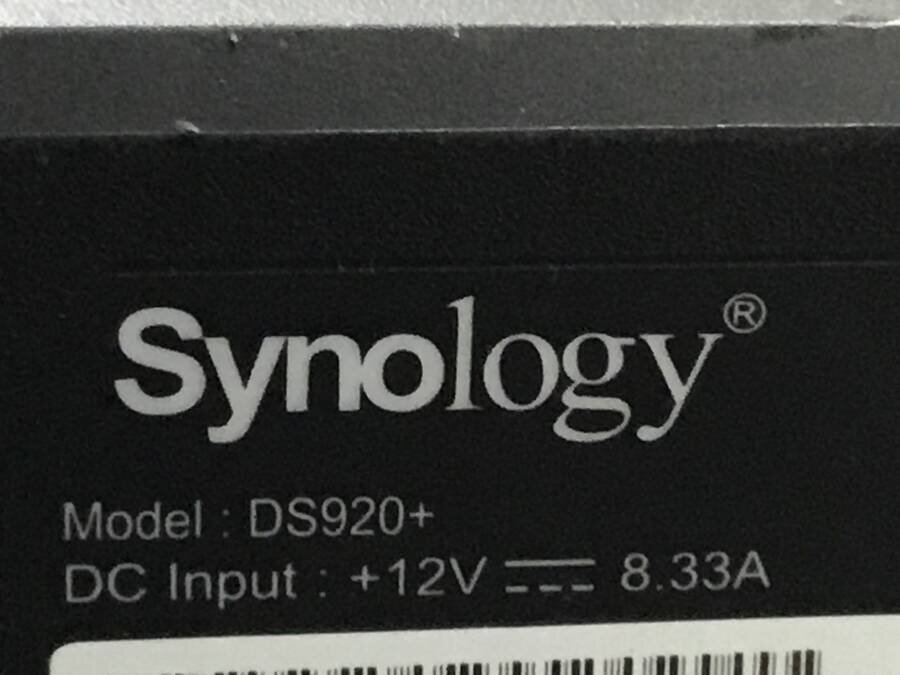 Synology®
Model : DS920+
DC Input : +12V ⎓ 8.33A